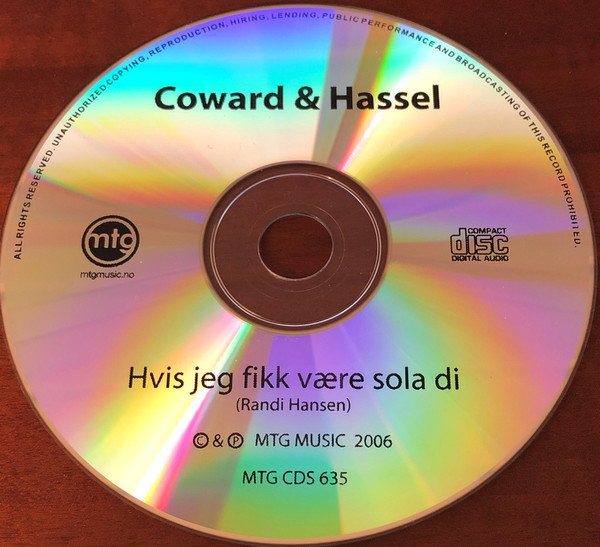 ALL RIGHTS RESERVED. UNAUTHORIZED COPYING, REPRODUCTION, HIRING, LENDING, PUBLIC PERFORMANCE AND BROADCASTING OF THIS RECORD PROHIBITED.
Coward & Hassel
mtg
mtgmusic.no
COMPACT
disc
DIGITAL AUDIO
Hvis jeg fikk være sola di
(Randi Hansen)
© & ℗ MTG MUSIC 2006
MTG CDS 635